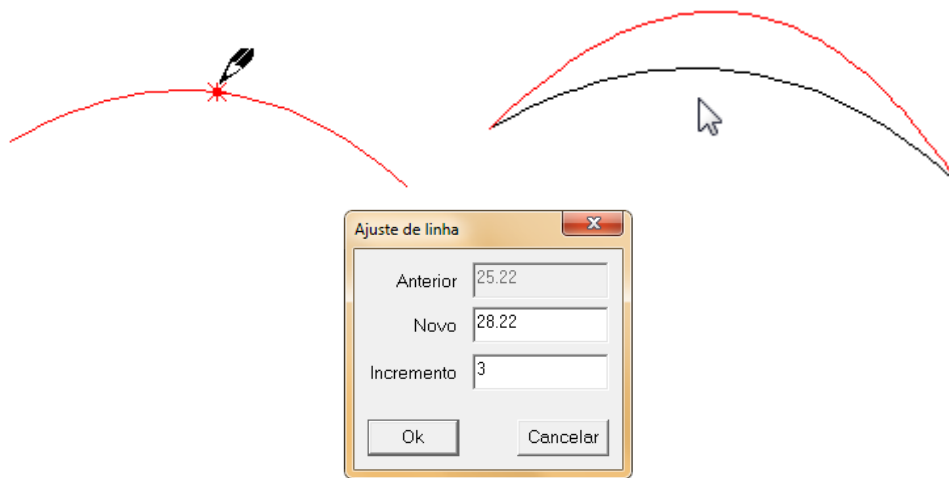 Ajuste de linha
Anterior 25.22
Novo 28.22
Incremento 3
Ok Cancelar